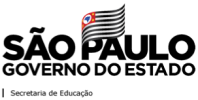 SÃO PAULO
GOVERNO DO ESTADO
Secretaria de Educação